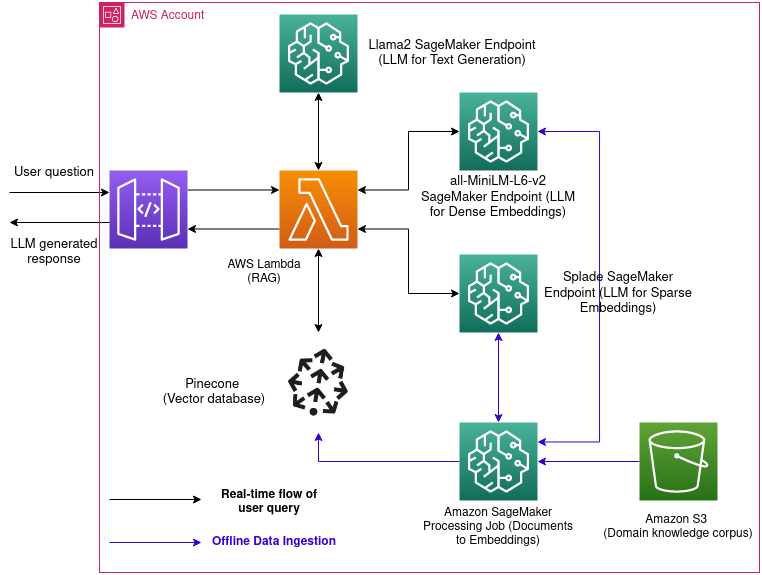 AWS Account
Llama2 SageMaker Endpoint
(LLM for Text Generation)
User question
</>
LLM generated
response
AWS Lambda
(RAG)
all-MiniLM-L6-v2
SageMaker Endpoint (LLM
for Dense Embeddings)
Splade SageMaker
Endpoint (LLM for Sparse
Embeddings)
Pinecone
(Vector database)
Amazon SageMaker
Processing Job (Documents
to Embeddings)
Amazon S3
(Domain knowledge corpus)
Real-time flow of
user query
Offline Data Ingestion